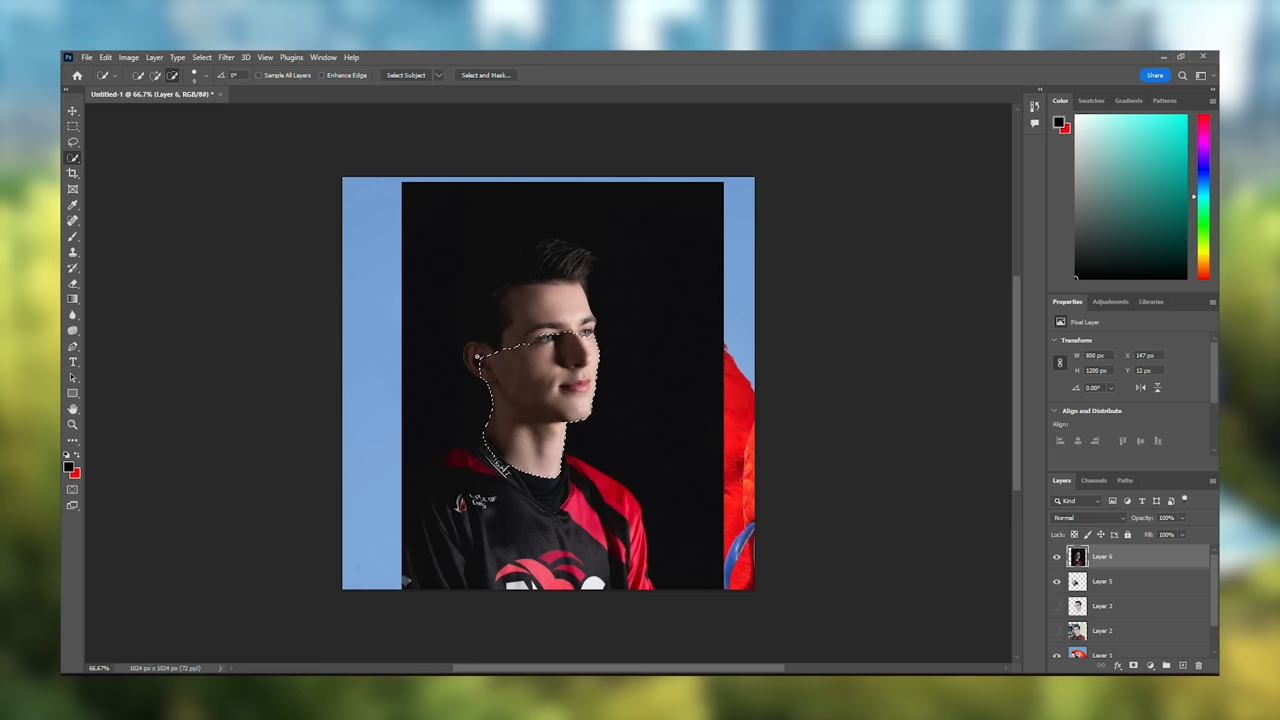 Ps File Edit Image Layer Type Select Filter 3D View Plugins Window Help
9 0° Sample All Layers Enhance Edge Select Subject Select and Mask... Share
Untitled-1 @ 66.7% (Layer 6, RGB/8#) * ×
Color Swatches Gradients Patterns
Properties Adjustments Libraries
Pixel Layer
Transform
W 800 px X 147 px
H 1200 px Y 12 px
0.00°
Align and Distribute
Align:
Layers Channels Paths
Kind
Normal Opacity: 100%
Lock: Fill: 100%
Layer 6
Layer 5
Layer 3
Layer 2
Layer 1
66.67% 1024 px x 1024 px (72 ppi)